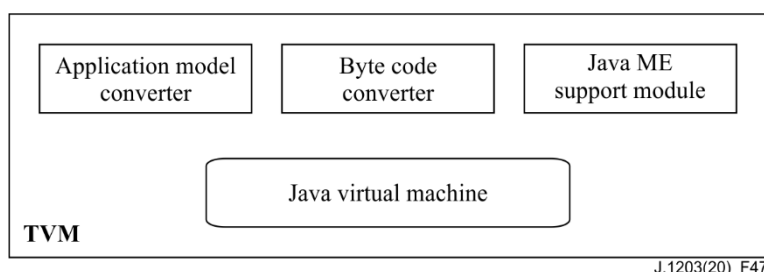 Application model
converter
Byte code
converter
Java ME
support module
Java virtual machine
TVM
J.1203(20)_F47